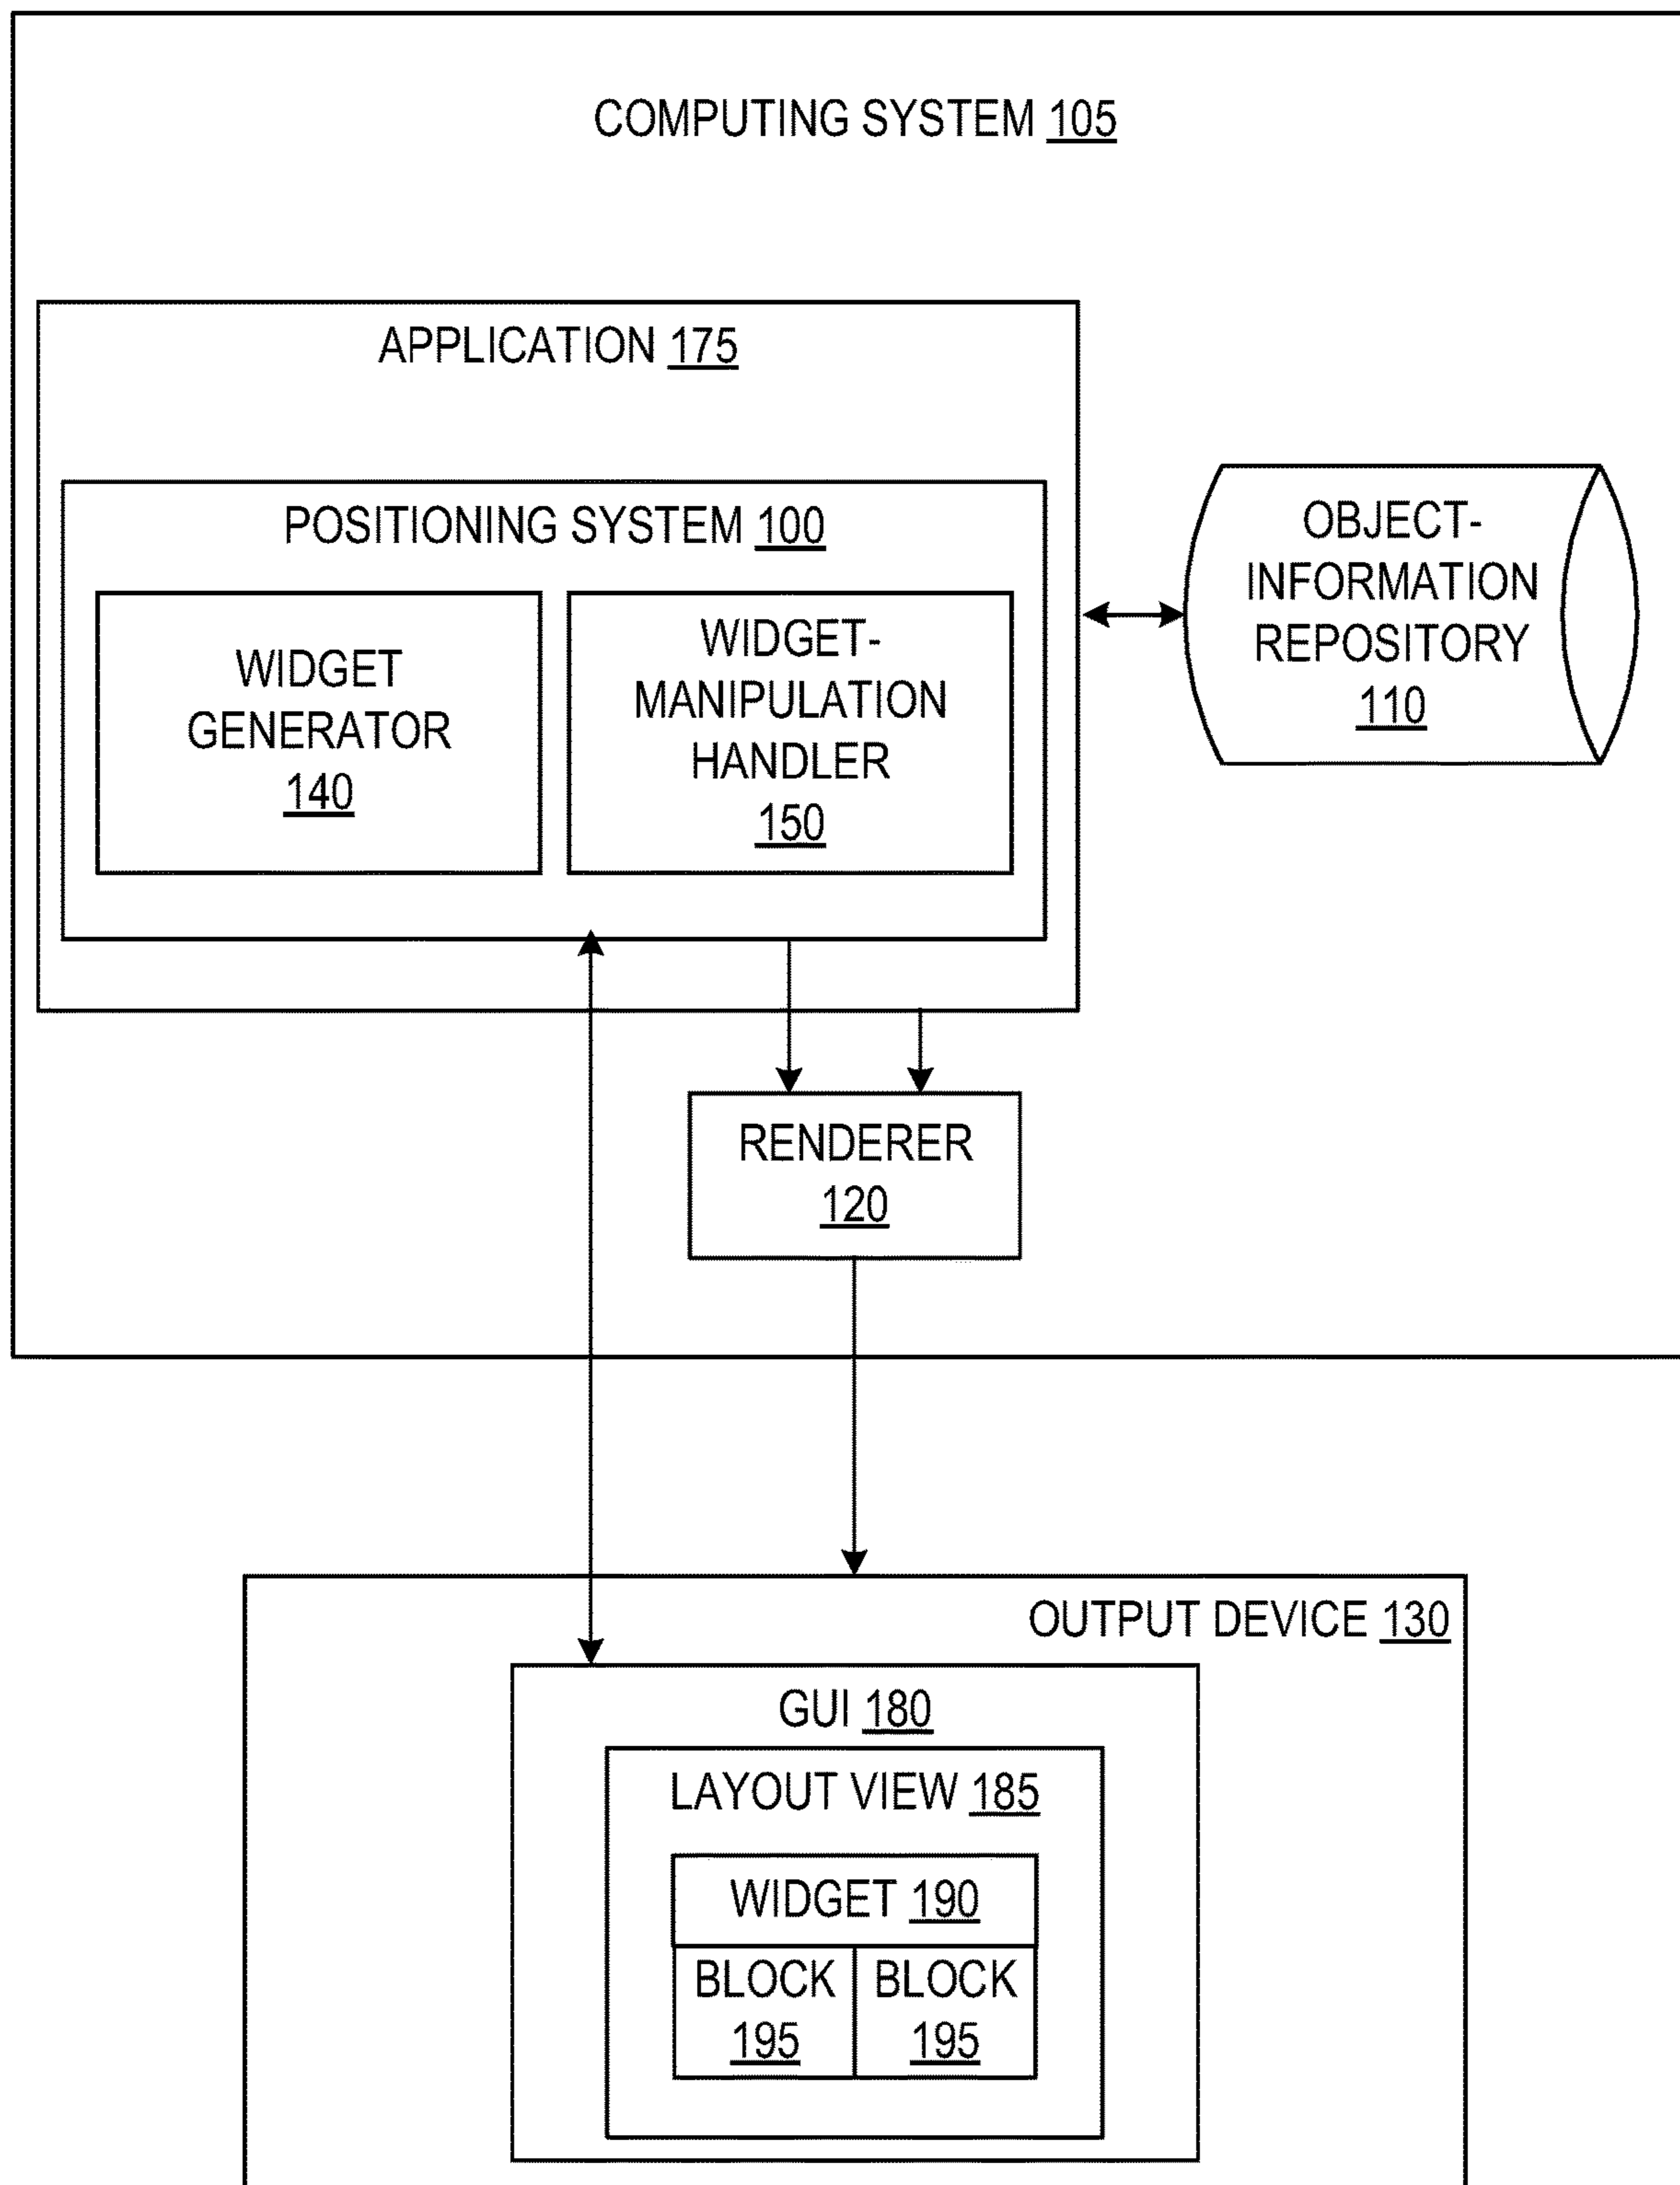 COMPUTING SYSTEM 105
APPLICATION 175
POSITIONING SYSTEM 100
WIDGET
GENERATOR
140
WIDGET-
MANIPULATION
HANDLER
150
OBJECT-
INFORMATION
REPOSITORY
110
RENDERER
120
OUTPUT DEVICE 130
GUI 180
LAYOUT VIEW 185
WIDGET 190
BLOCK
195
BLOCK
195